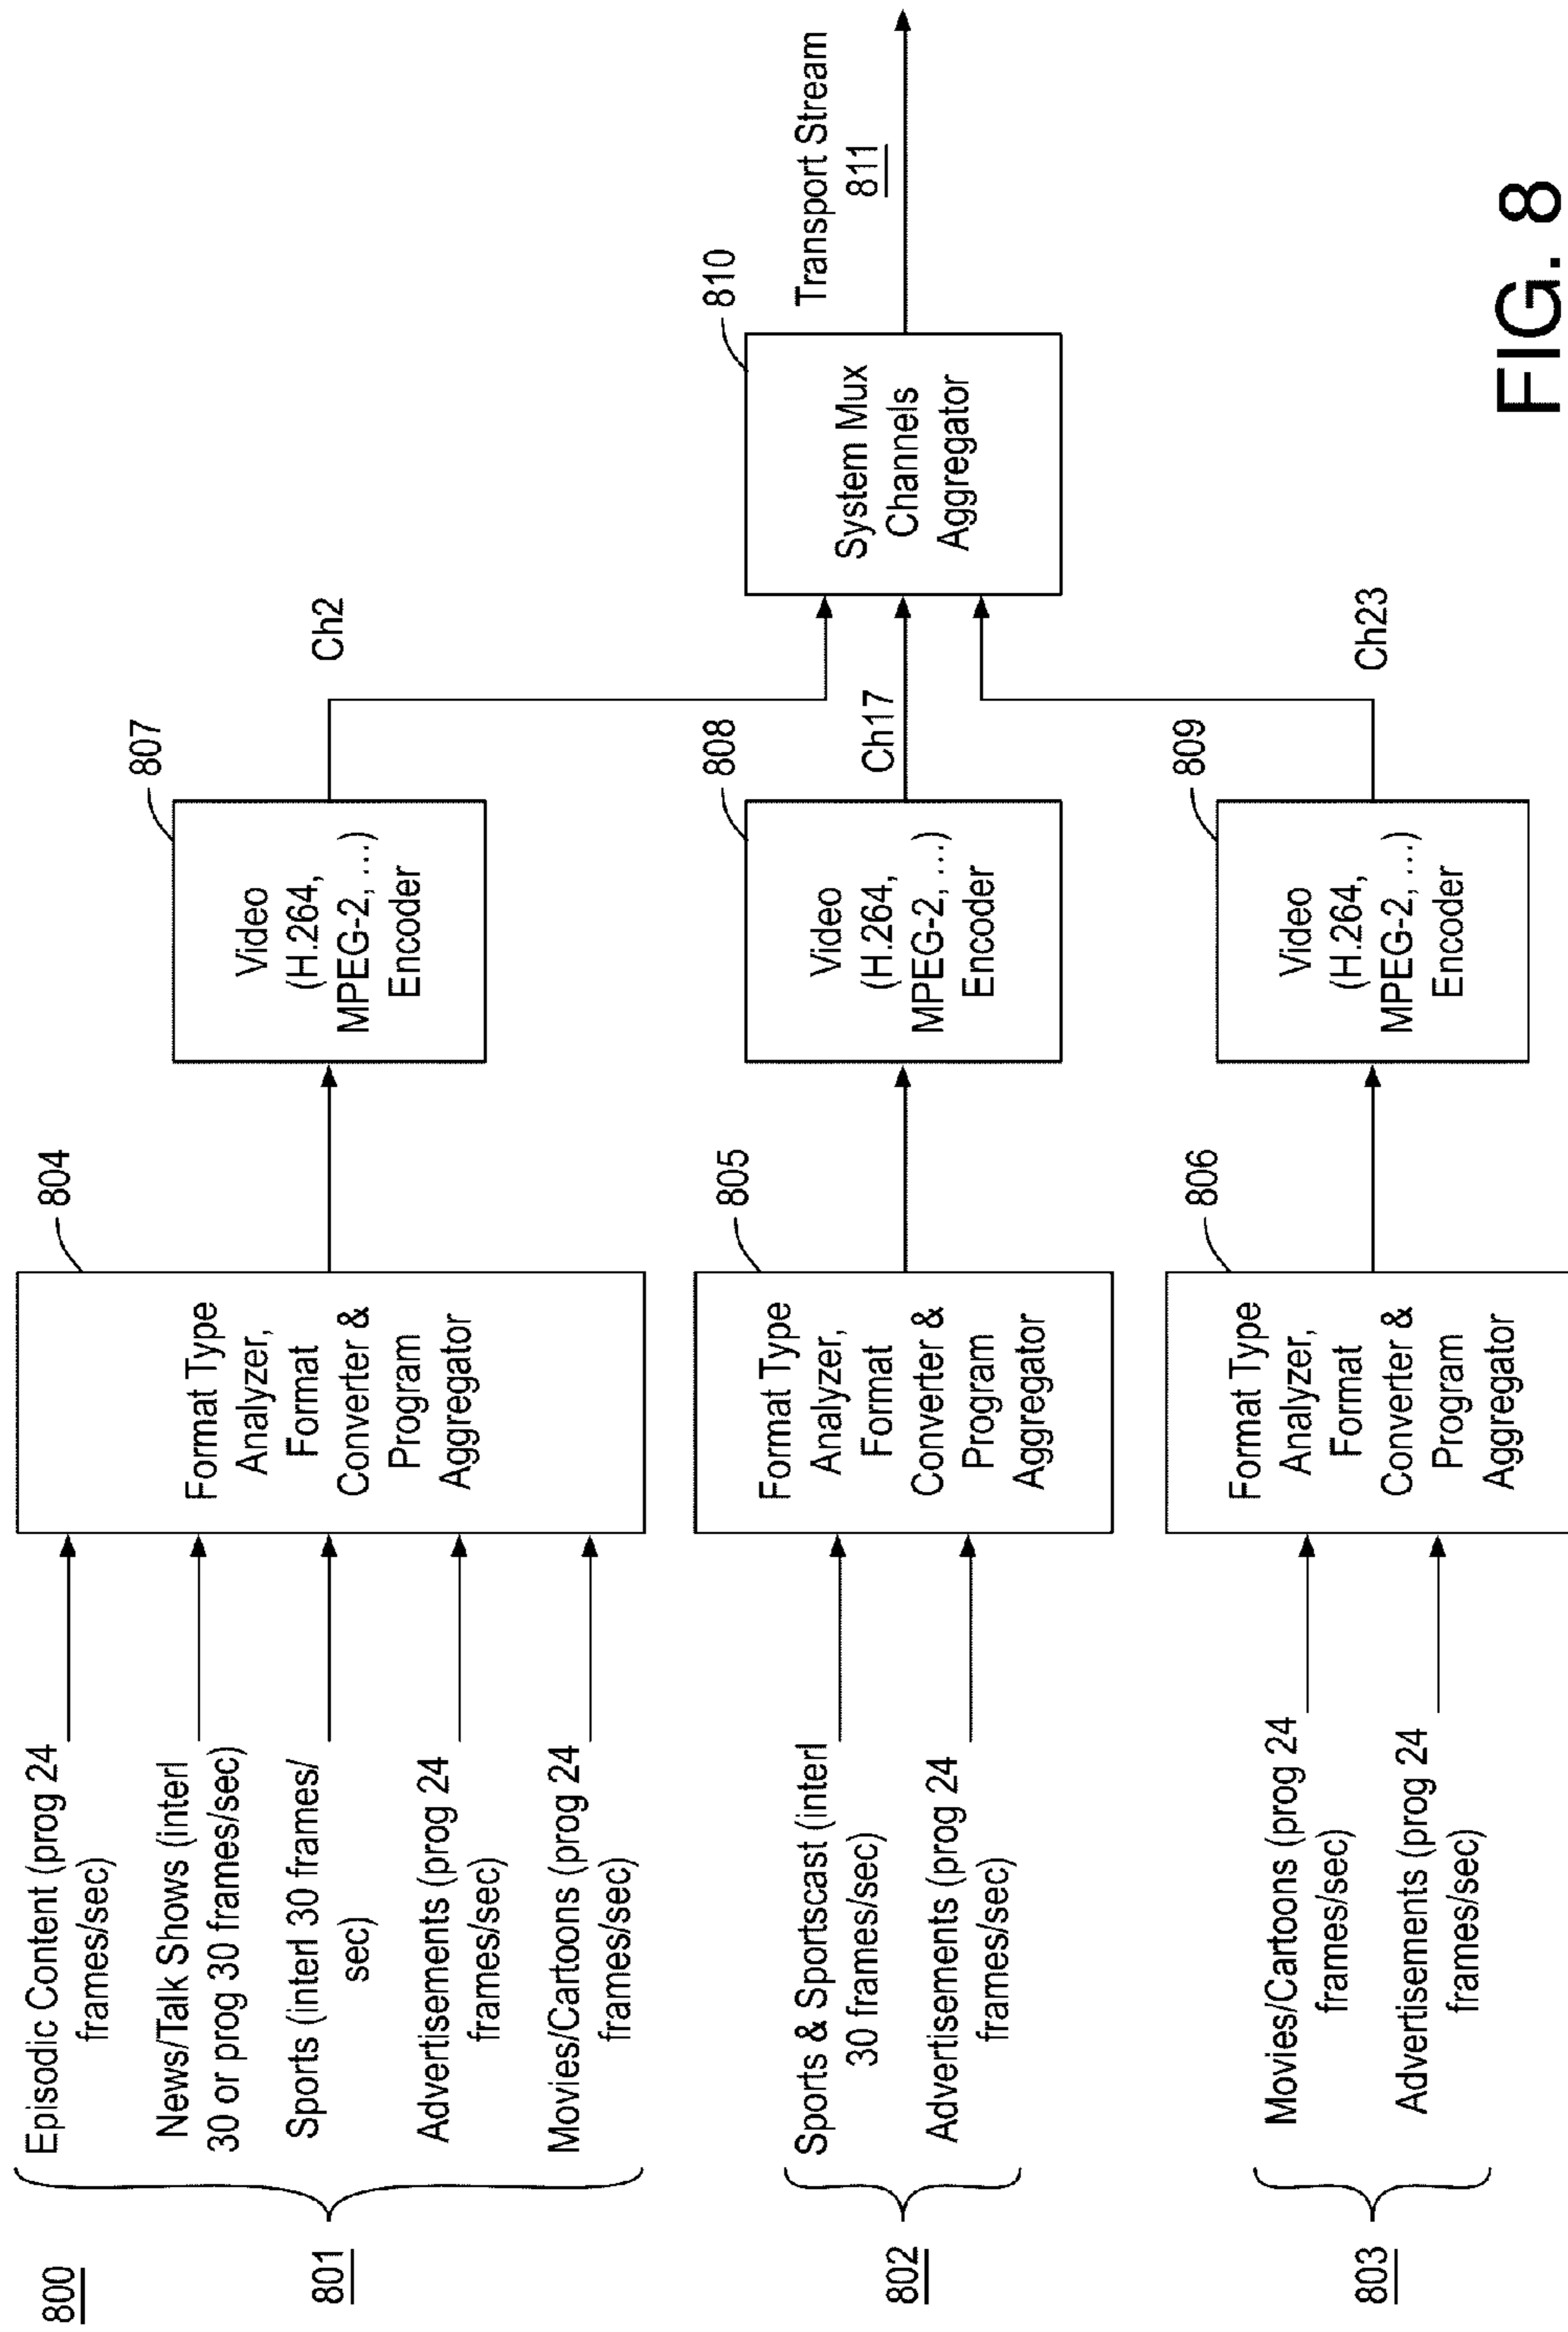 800
801
Episodic Content (prog 24
frames/sec)
News/Talk Shows (interl
30 or prog 30 frames/sec)
Sports (interl 30 frames/
sec)
Advertisements (prog 24
frames/sec)
Movies/Cartoons (prog 24
frames/sec)
804
Format Type
Analyzer,
Format
Converter &
Program
Aggregator
807
Video
(H.264,
MPEG-2, ...)
Encoder
Ch2
802
Sports & Sportscast (interl
30 frames/sec)
Advertisements (prog 24
frames/sec)
805
Format Type
Analyzer,
Format
Converter &
Program
Aggregator
808
Video
(H.264,
MPEG-2, ...)
Encoder
Ch17
810
System Mux
Channels
Aggregator
Transport Stream
811
803
Movies/Cartoons (prog 24
frames/sec)
Advertisements (prog 24
frames/sec)
806
Format Type
Analyzer,
Format
Converter &
Program
Aggregator
809
Video
(H.264,
MPEG-2, ...)
Encoder
Ch23
FIG. 8